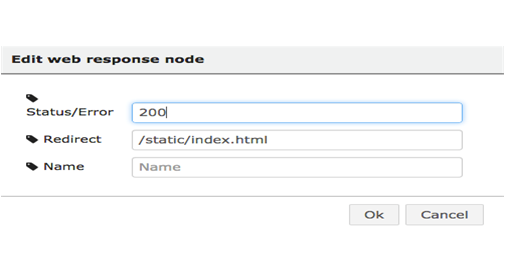 Edit web response node
Status/Error 200
Redirect /static/index.html
Name Name
Ok Cancel